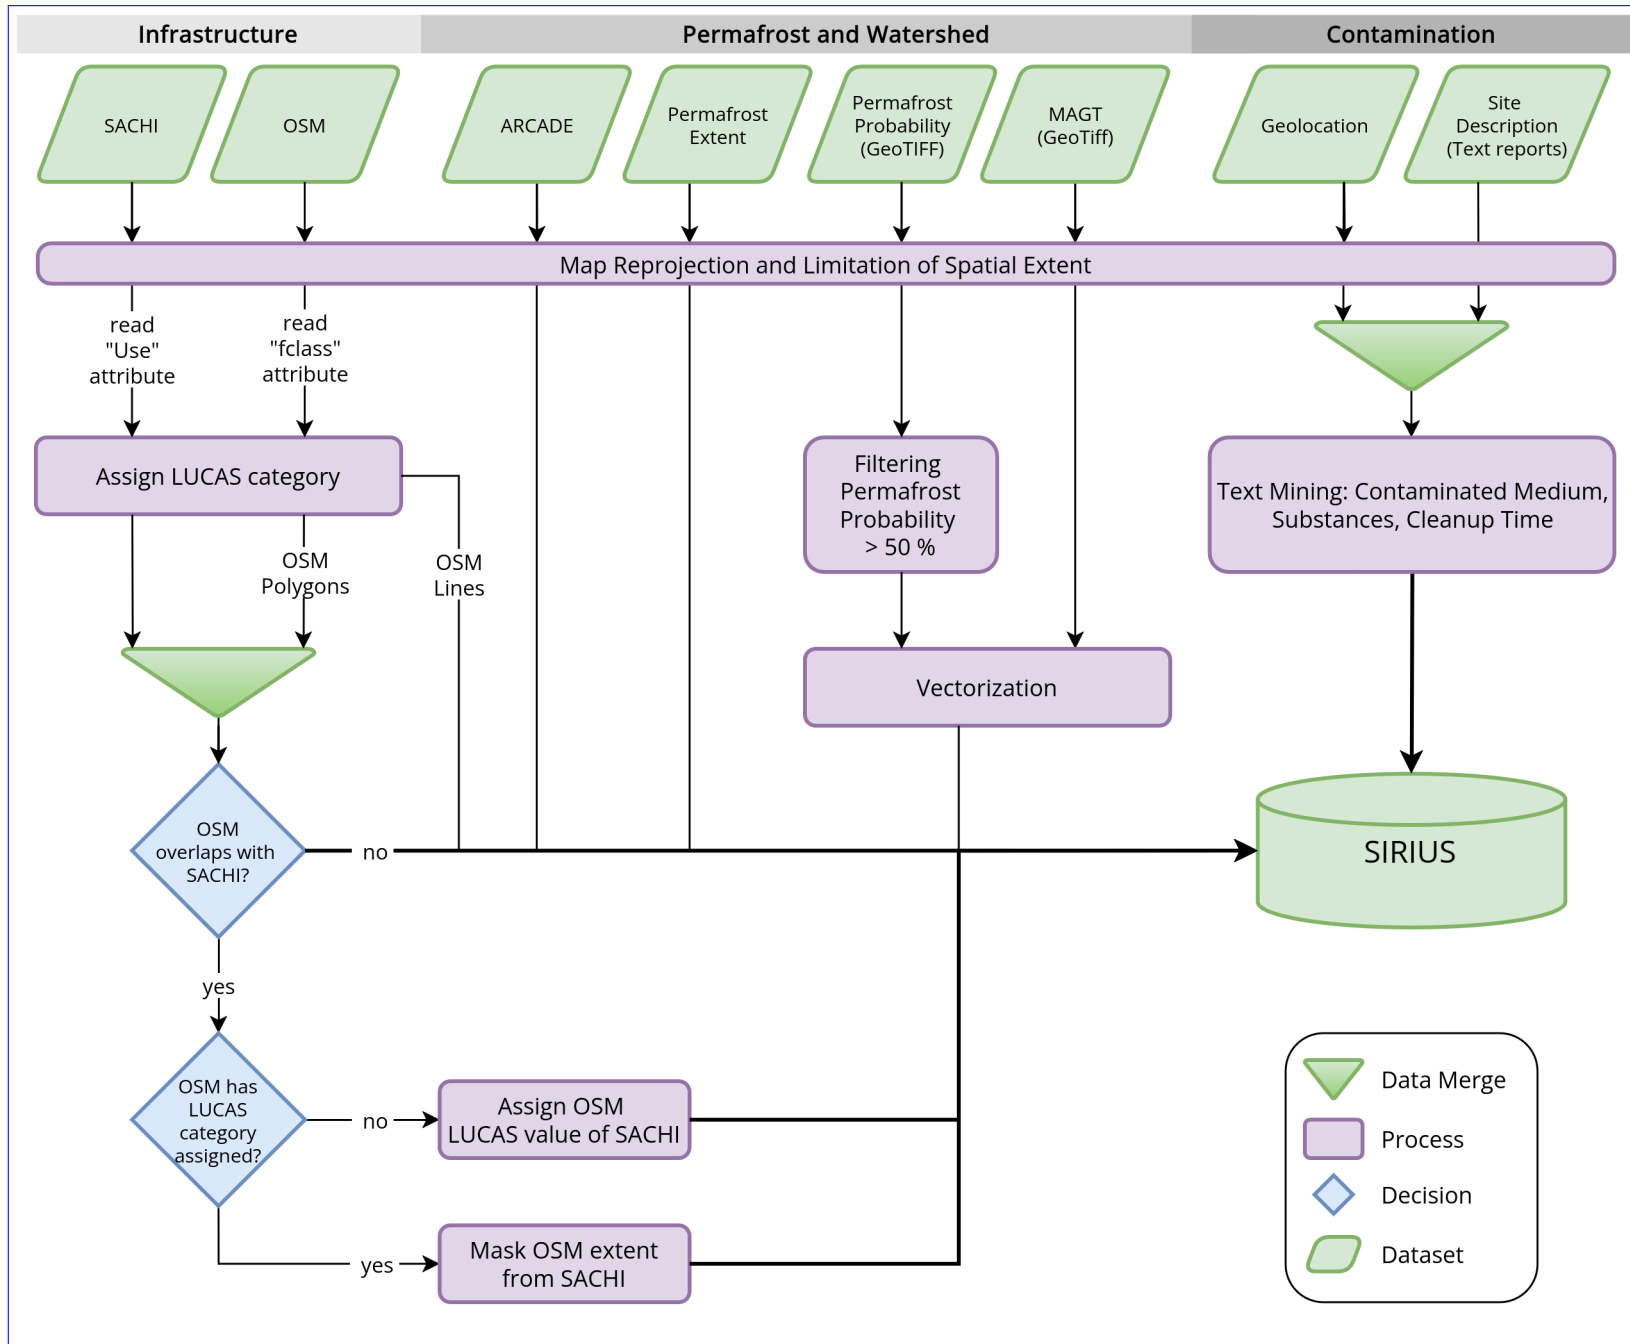 Infrastructure
Permafrost and Watershed
Contamination
SACHI
OSM
ARCADE
Permafrost
Extent
Permafrost
Probability
(GeoTIFF)
MAGT
(GeoTiff)
Geolocation
Site
Description
(Text reports)
Map Reprojection and Limitation of Spatial Extent
read
"Use"
attribute
read
"fclass"
attribute
Assign LUCAS category
Filtering
Permafrost
Probability
> 50 %
Text Mining: Contaminated Medium,
Substances, Cleanup Time
OSM
Polygons
OSM
Lines
Vectorization
OSM
overlaps with
SACHI?
no
SIRIUS
yes
OSM has
LUCAS
category
assigned?
no
Assign OSM
LUCAS value of SACHI
yes
Mask OSM extent
from SACHI
Data Merge
Process
Decision
Dataset